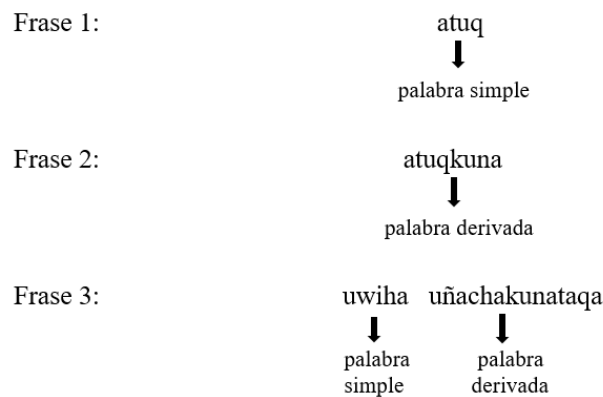 Frase 1: atuq
palabra simple
Frase 2: atuqkuna
palabra derivada
Frase 3: uwiha uñachakunataqa
palabra palabra
simple derivada